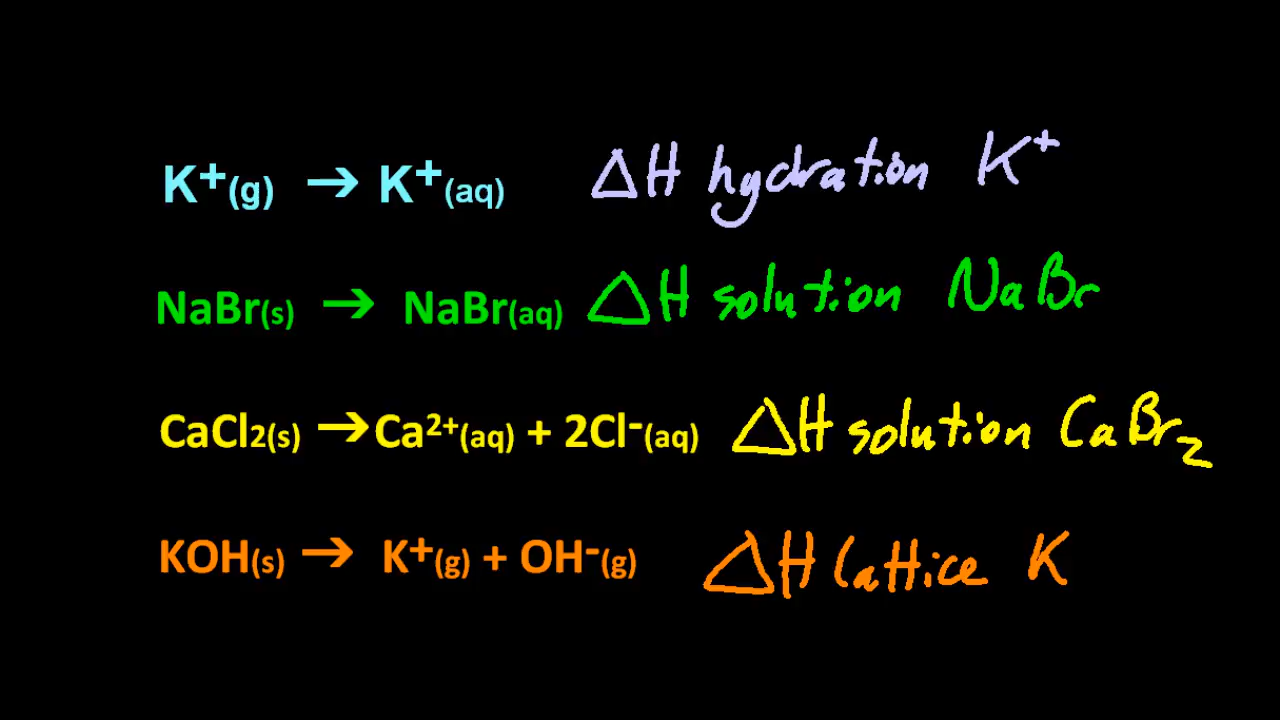 K+(g) → K+(aq) ΔH hydration K+
NaBr(s) → NaBr(aq) ΔH solution NaBr
CaCl2(s) → Ca2+(aq) + 2Cl-(aq) ΔH solution CaBr2
KOH(s) → K+(g) + OH-(g) ΔH Lattice K